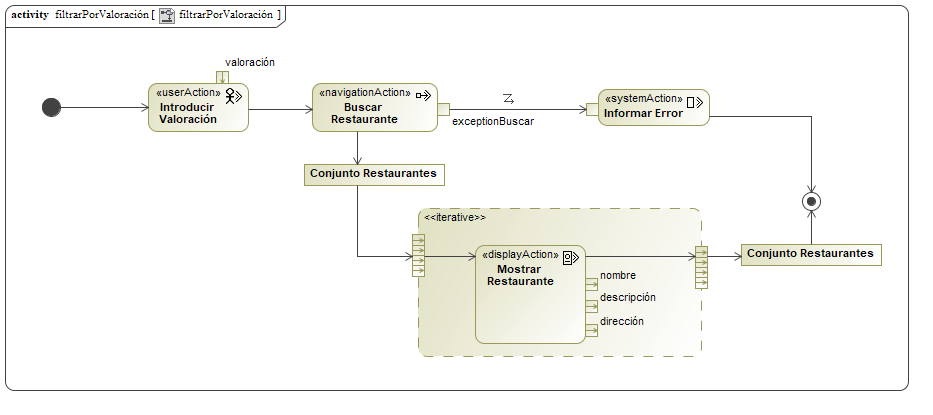 activity filtrarPorValoración [ filtrarPorValoración ]
valoración
«userAction»
Introducir
Valoración
«navigationAction»
Buscar
Restaurante
exceptionBuscar
«systemAction»
Informar Error
Conjunto Restaurantes
<<iterative>>
«displayAction»
Mostrar
Restaurante
nombre
descripción
dirección
Conjunto Restaurantes